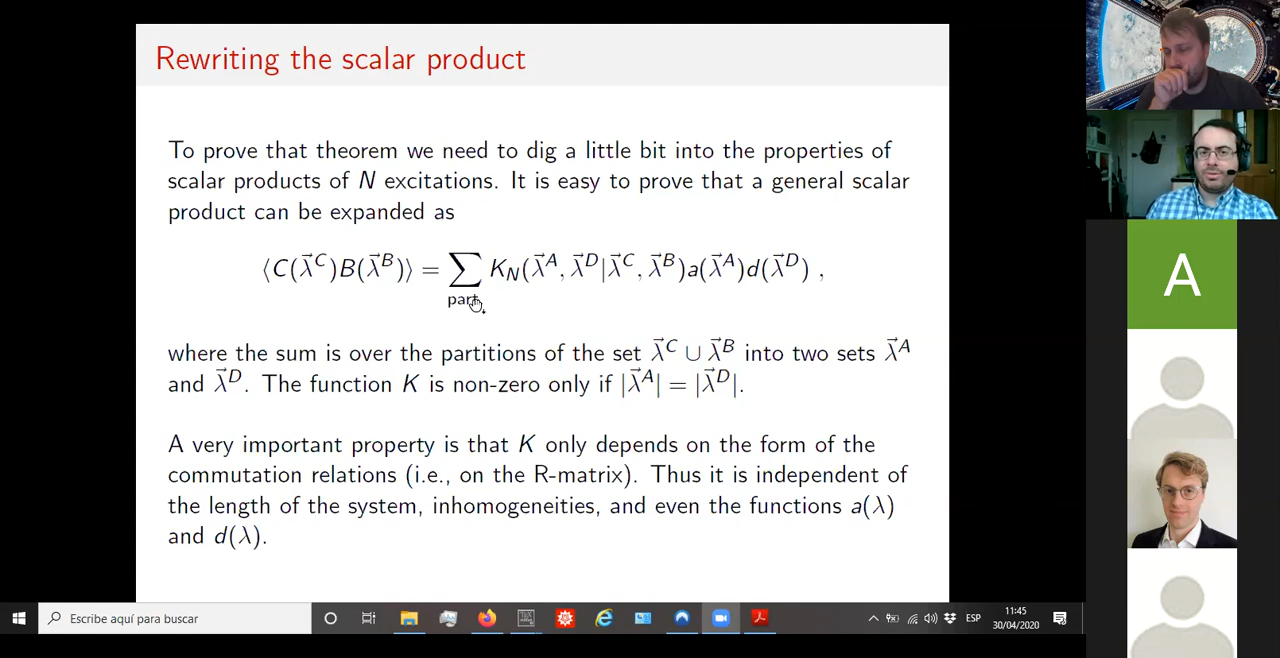 Rewriting the scalar product
To prove that theorem we need to dig a little bit into the properties of
scalar products of N excitations. It is easy to prove that a general scalar
product can be expanded as
⟨C(λ⃗^C)B(λ⃗^B)⟩ = ∑ K_N(λ⃗^A, λ⃗^D|λ⃗^C, λ⃗^B)a(λ⃗^A)d(λ⃗^D) ,
part.
where the sum is over the partitions of the set λ⃗^C ∪ λ⃗^B into two sets λ⃗^A
and λ⃗^D. The function K is non-zero only if |λ⃗^A| = |λ⃗^D|.
A very important property is that K only depends on the form of the
commutation relations (i.e., on the R-matrix). Thus it is independent of
the length of the system, inhomogeneities, and even the functions a(λ)
and d(λ).
A
Escribe aquí para buscar
ESP
11:45
30/04/2020